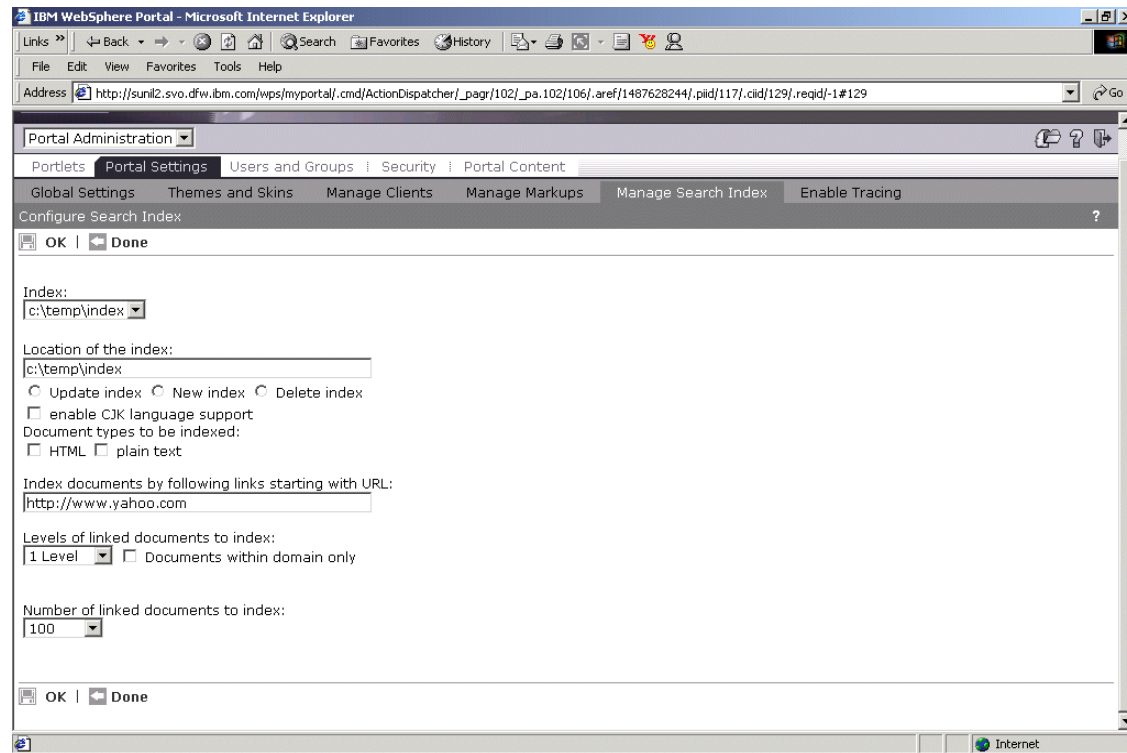 IBM WebSphere Portal - Microsoft Internet Explorer
Links » Back Search Favorites History
File Edit View Favorites Tools Help
Address http://sunil2.svo.dfw.ibm.com/wps/myportal/.cmd/ActionDispatcher/_pagr/102/_pa.102/106/.aref/1487628244/.piid/117/.ciid/129/.reqid/-1#129 Go
Portal Administration
Portlets Portal Settings Users and Groups | Security | Portal Content
Global Settings Themes and Skins Manage Clients Manage Markups Manage Search Index Enable Tracing
Configure Search Index ?
OK | Done
Index:
c:\temp\index
Location of the index:
c:\temp\index
Update index New index Delete index
enable CJK language support
Document types to be indexed:
HTML plain text
Index documents by following links starting with URL:
http://www.yahoo.com
Levels of linked documents to index:
1 Level Documents within domain only
Number of linked documents to index:
100
OK | Done
Internet